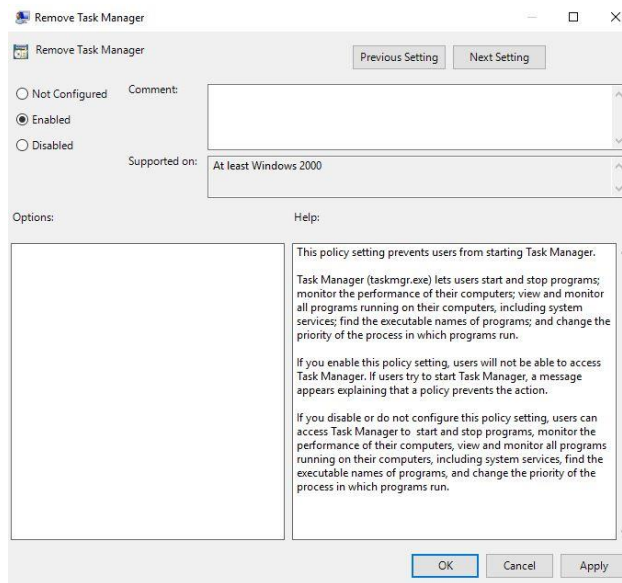 Remove Task Manager
Remove Task Manager
Previous Setting
Next Setting
Not Configured
Comment:
Enabled
Disabled
Supported on:
At least Windows 2000
Options:
Help:
This policy setting prevents users from starting Task Manager.
Task Manager (taskmgr.exe) lets users start and stop programs;
monitor the performance of their computers; view and monitor
all programs running on their computers, including system
services; find the executable names of programs; and change the
priority of the process in which programs run.
If you enable this policy setting, users will not be able to access
Task Manager. If users try to start Task Manager, a message
appears explaining that a policy prevents the action.
If you disable or do not configure this policy setting, users can
access Task Manager to  start and stop programs, monitor the
performance of their computers, view and monitor all programs
running on their computers, including system services, find the
executable names of programs, and change the priority of the
process in which programs run.
OK
Cancel
Apply